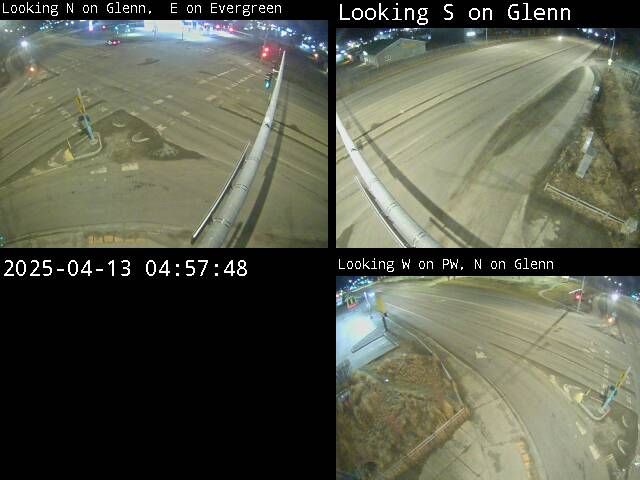 Looking N on Glenn, E on Evergreen
Looking S on Glenn
2025-04-13 04:57:48
Looking W on PW, N on Glenn